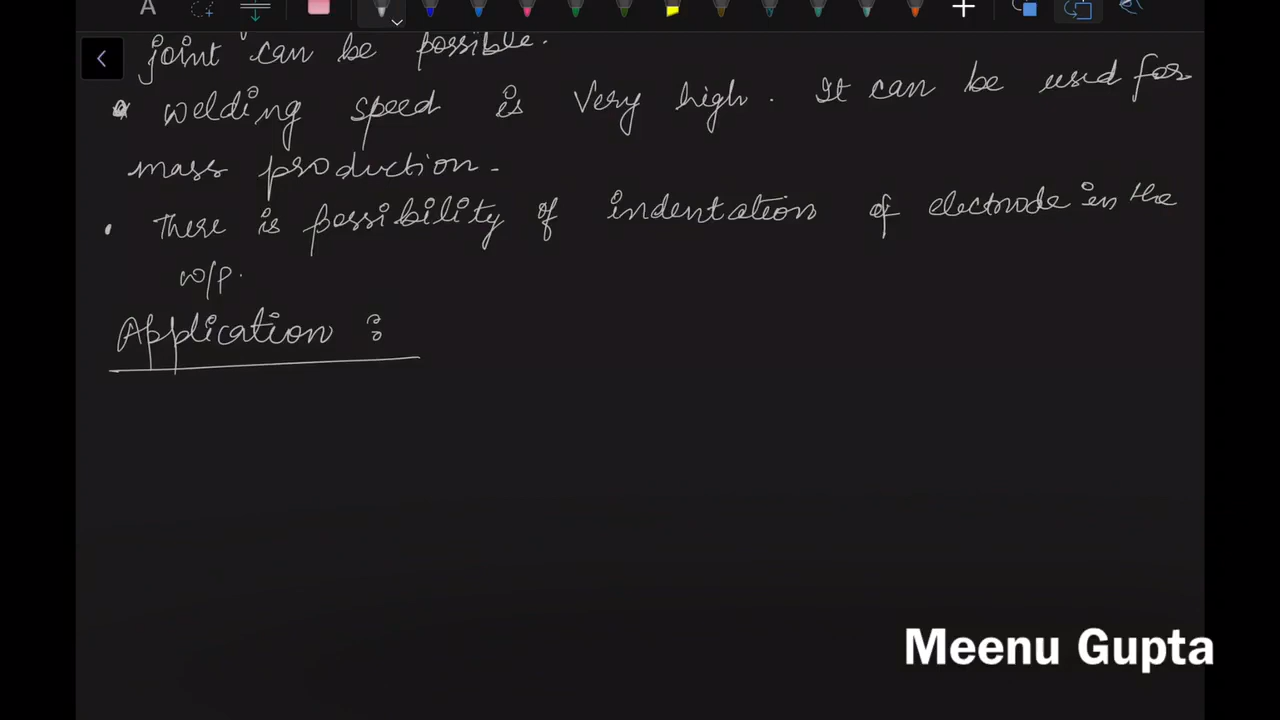 A
joint can be possible.
welding speed is very high. It can be used for
mass production.
• There is possibility of indentation of electrode in the
w/p.
Application :
Meenu Gupta